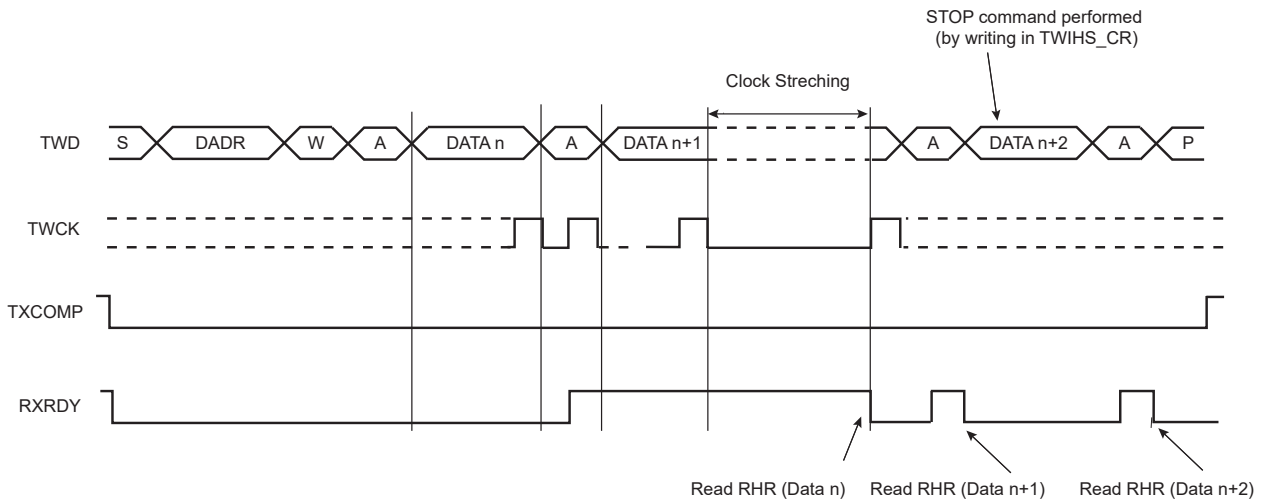 STOP command performed
(by writing in TWIHS_CR)
Clock Streching
TWD S DADR W A DATA n A DATA n+1 A DATA n+2 A P
TWCK
TXCOMP
RXRDY
Read RHR (Data n) Read RHR (Data n+1) Read RHR (Data n+2)